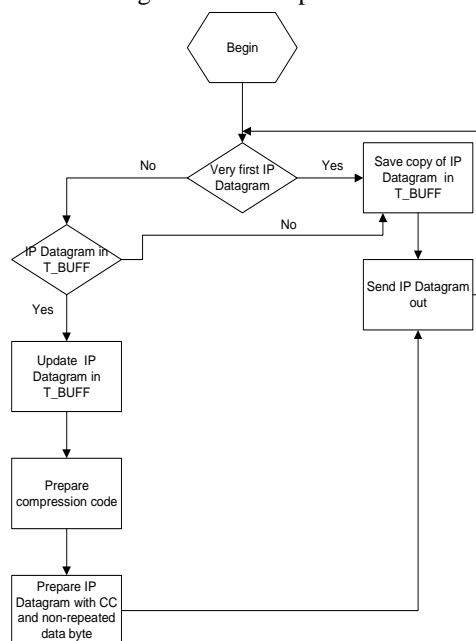 Begin
Very first IP
Datagram
No
Yes
Save copy of IP
Datagram in
T_BUFF
IP Datagram in
T_BUFF
No
Yes
Send IP Datagram
out
Update IP
Datagram in
T_BUFF
Prepare
compression code
Prepare IP
Datagram with CC
and non-repeated
data byte